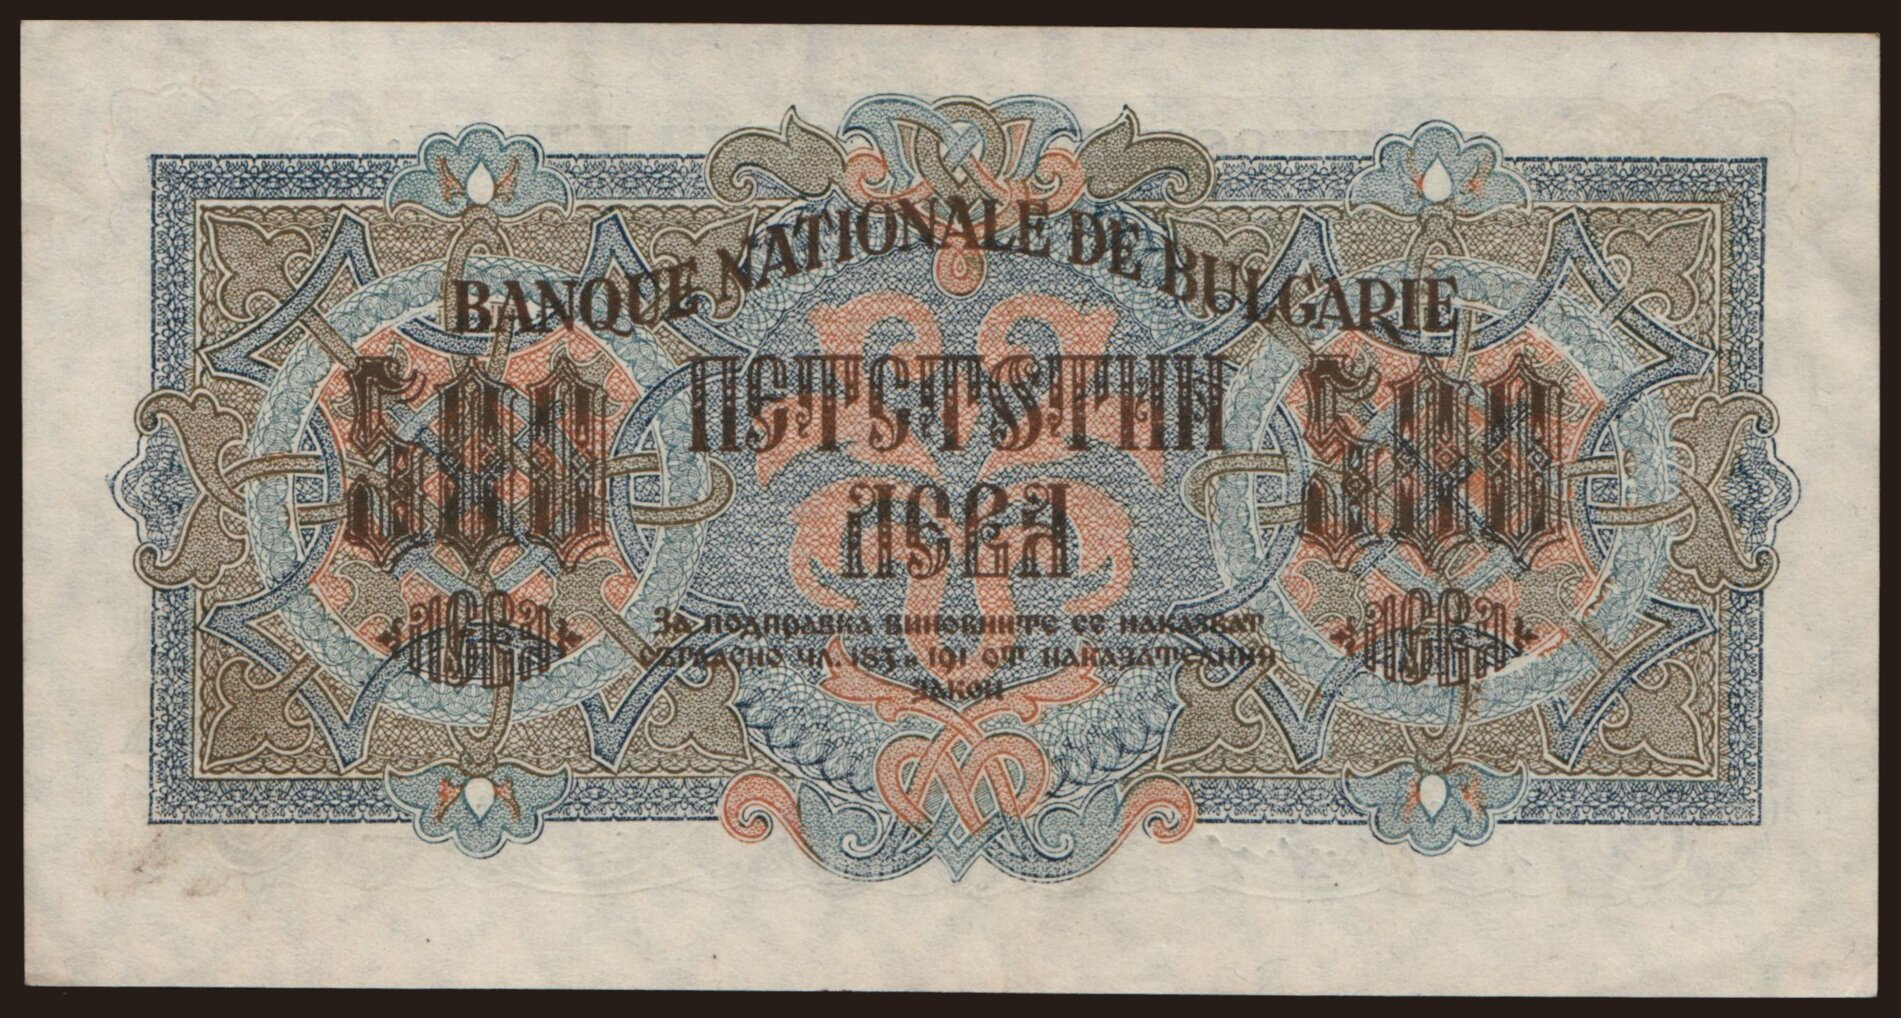 BANQUE NATIONALE DE BULGARIE
500 ПЕТСТОТИН 500
ЛЕВА
ЛЕВА ЛЕВА
За подправка виновните се наказват
съгласно чл. 183 и 191 от наказателния
закон